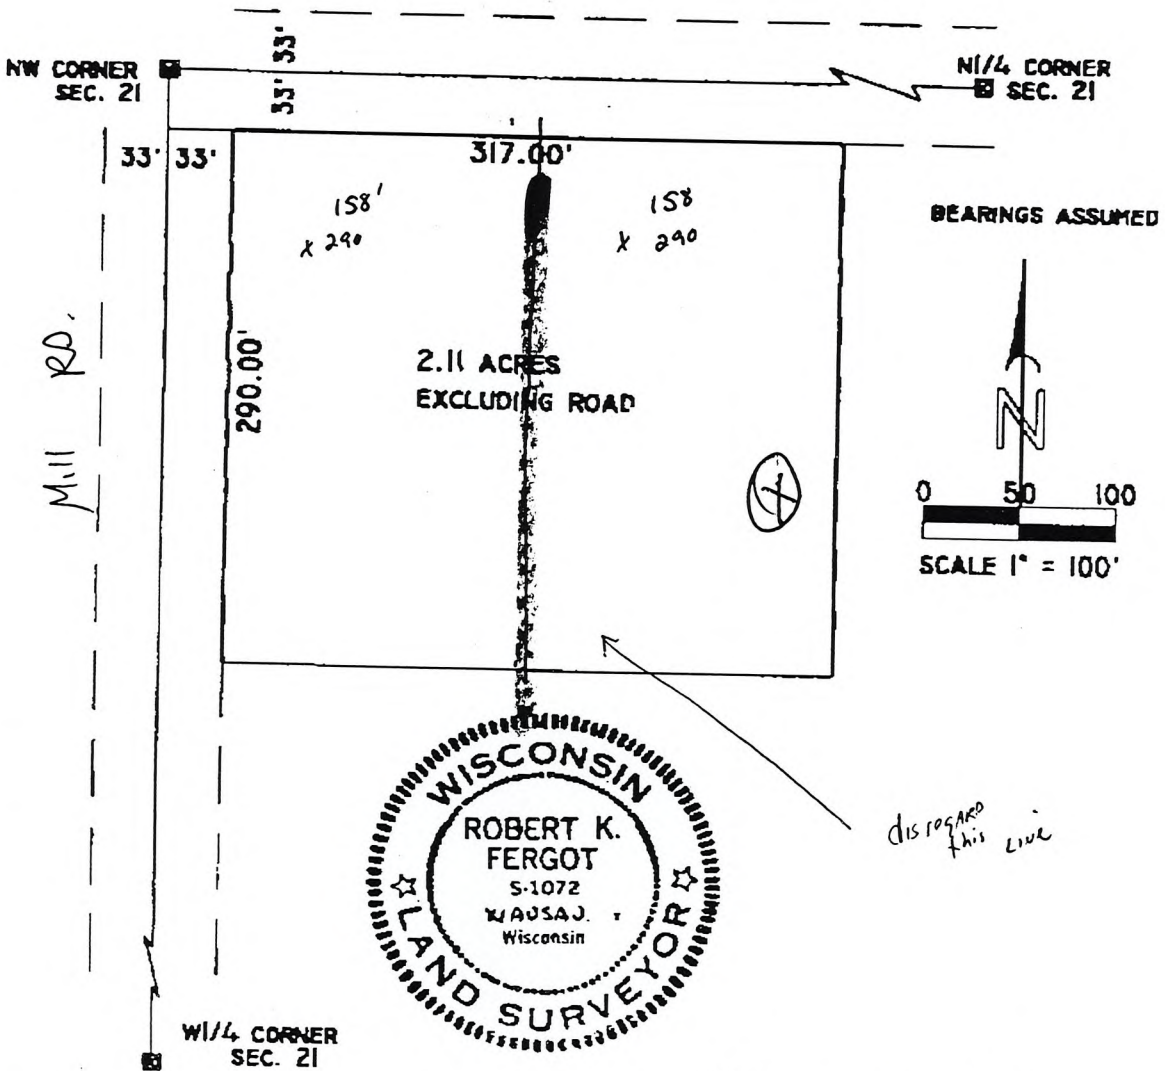 33'
33'
NW CORNER
SEC. 21
N1/4 CORNER
SEC. 21
33' 33'
317.00'
158'
x 290
158
x 290
BEARINGS ASSUMED
Mill RD.
290.00'
2.11 ACRES
EXCLUDING ROAD
N
0 50 100
SCALE 1" = 100'
WISCONSIN
ROBERT K.
FERGOT
S-1072
WAUSAU.
Wisconsin
LAND SURVEYOR
disregard
this line
W1/4 CORNER
SEC. 21